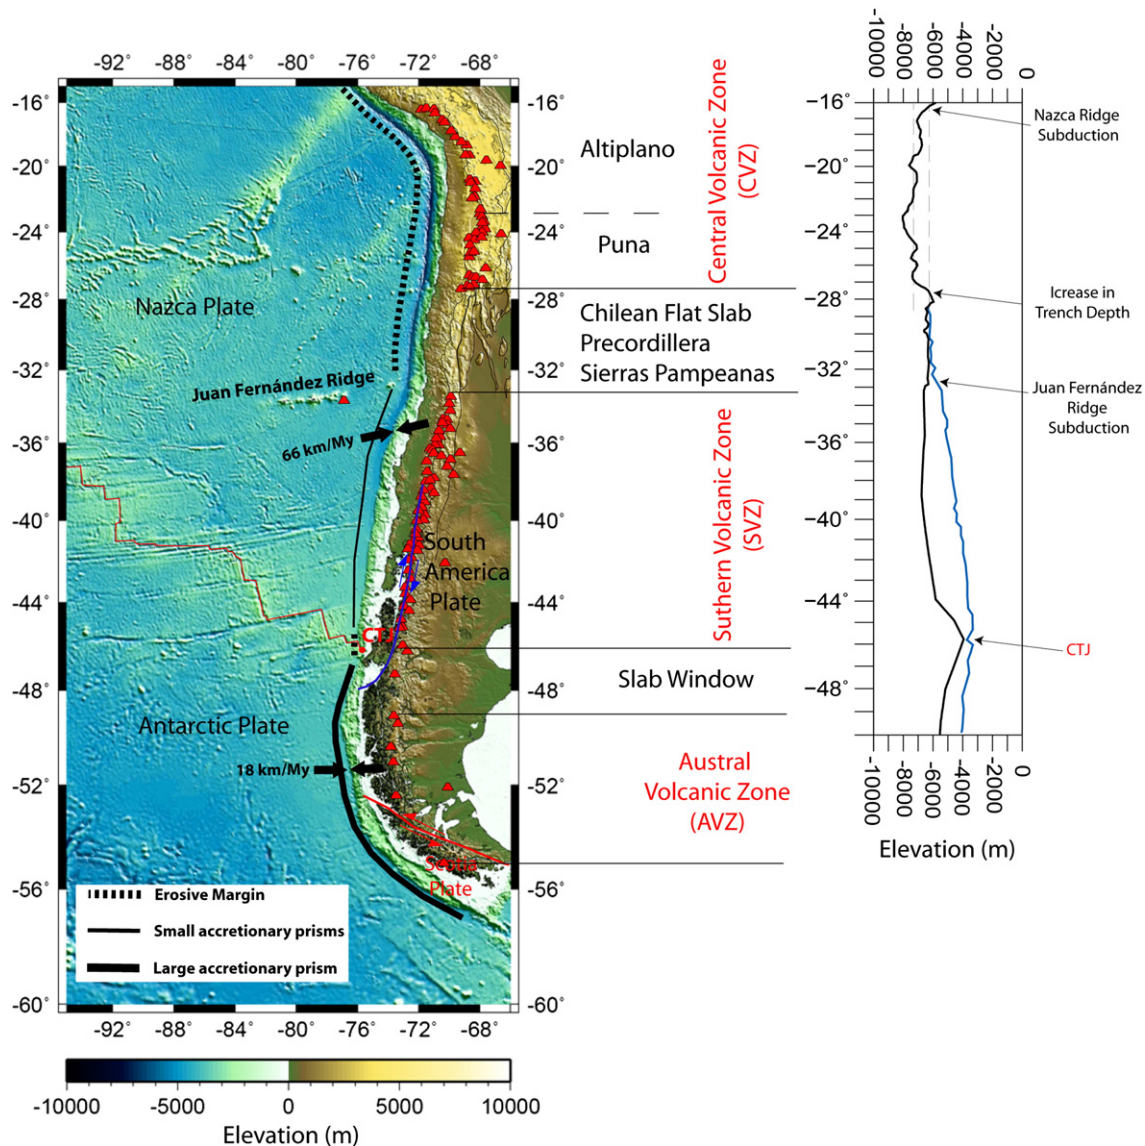 -92° -88° -84° -80° -76° -72° -68°
-16°
-20°
-24°
-28°
-32°
-36°
-40°
-44°
-48°
-52°
-56°
-60°
Nazca Plate
Juan Fernández Ridge
66 km/My
South
America
Plate
CTJ
Antarctic Plate
18 km/My
Scotia
Plate
Erosive Margin
Small accretionary prisms
Large accretionary prism
-16°
-20°
-24°
-28°
-32°
-36°
-40°
-44°
-48°
-52°
-56°
-60°
-92° -88° -84° -80° -76° -72° -68°
-10000 -5000 0 5000 10000
Elevation (m)
Altiplano
Puna
Central Volcanic Zone
(CVZ)
Chilean Flat Slab
Precordillera
Sierras Pampeanas
Suthern Volcanic Zone
(SVZ)
Slab Window
Austral
Volcanic Zone
(AVZ)
-10000 -8000 -6000 -4000 -2000 0
-16°
-20°
-24°
-28°
-32°
-36°
-40°
-44°
-48°
Nazca Ridge
Subduction
Icrease in
Trench Depth
Juan Fernández
Ridge
Subduction
CTJ
-10000 -8000 -6000 -4000 -2000 0
Elevation (m)